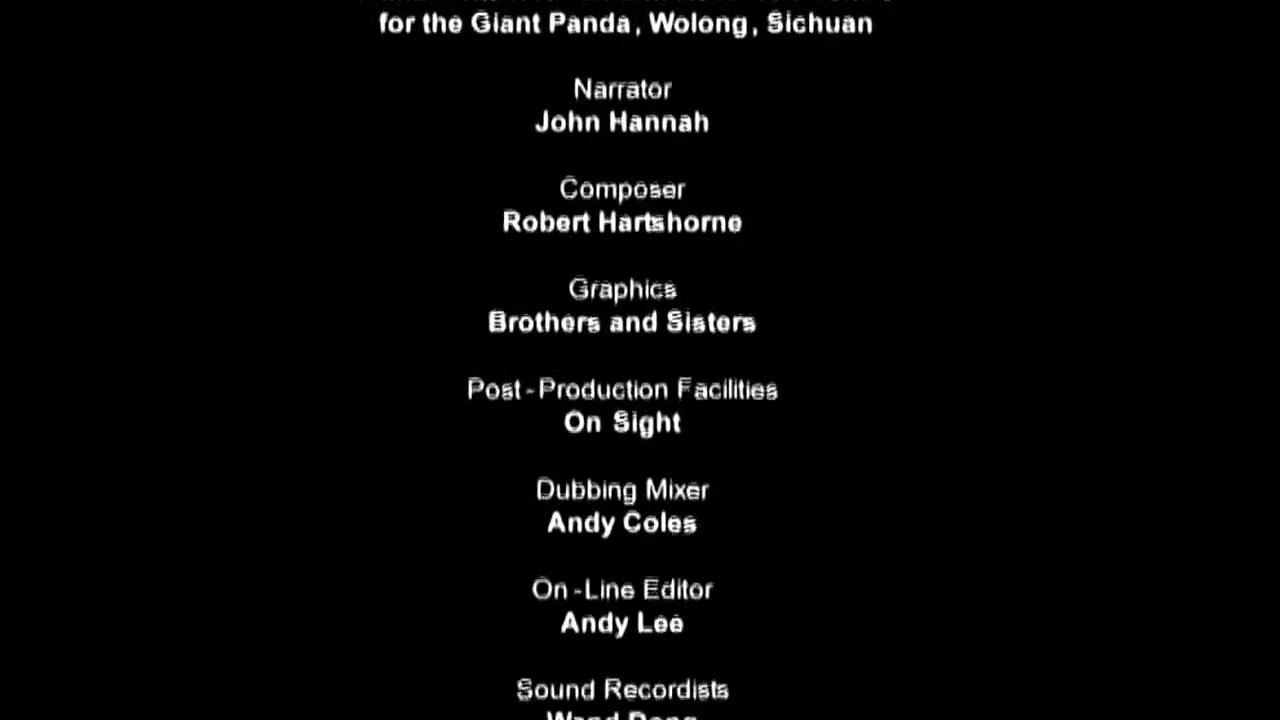 for the Giant Panda, Wolong, Sichuan
Narrator
John Hannah
Composer
Robert Hartshorne
Graphics
Brothers and Sisters
Post-Production Facilities
On Sight
Dubbing Mixer
Andy Coles
On-Line Editor
Andy Lee
Sound Recordists